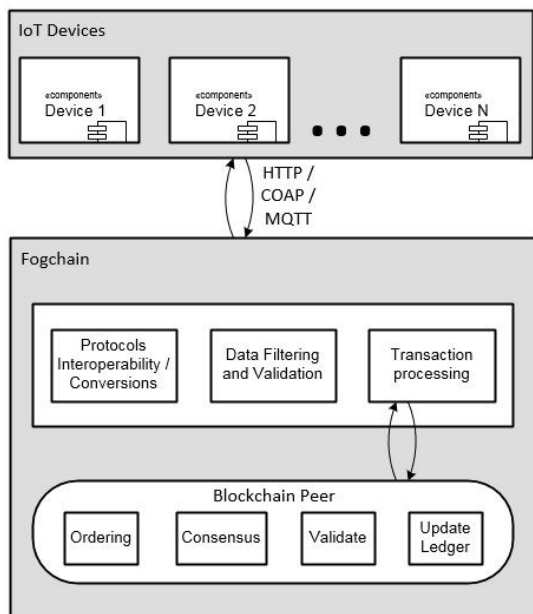 IoT Devices
«component»
Device 1
«component»
Device 2
«component»
Device N
HTTP /
COAP /
MQTT
Fogchain
Protocols
Interoperability /
Conversions
Data Filtering
and Validation
Transaction
processing
Blockchain Peer
Ordering
Consensus
Validate
Update
Ledger